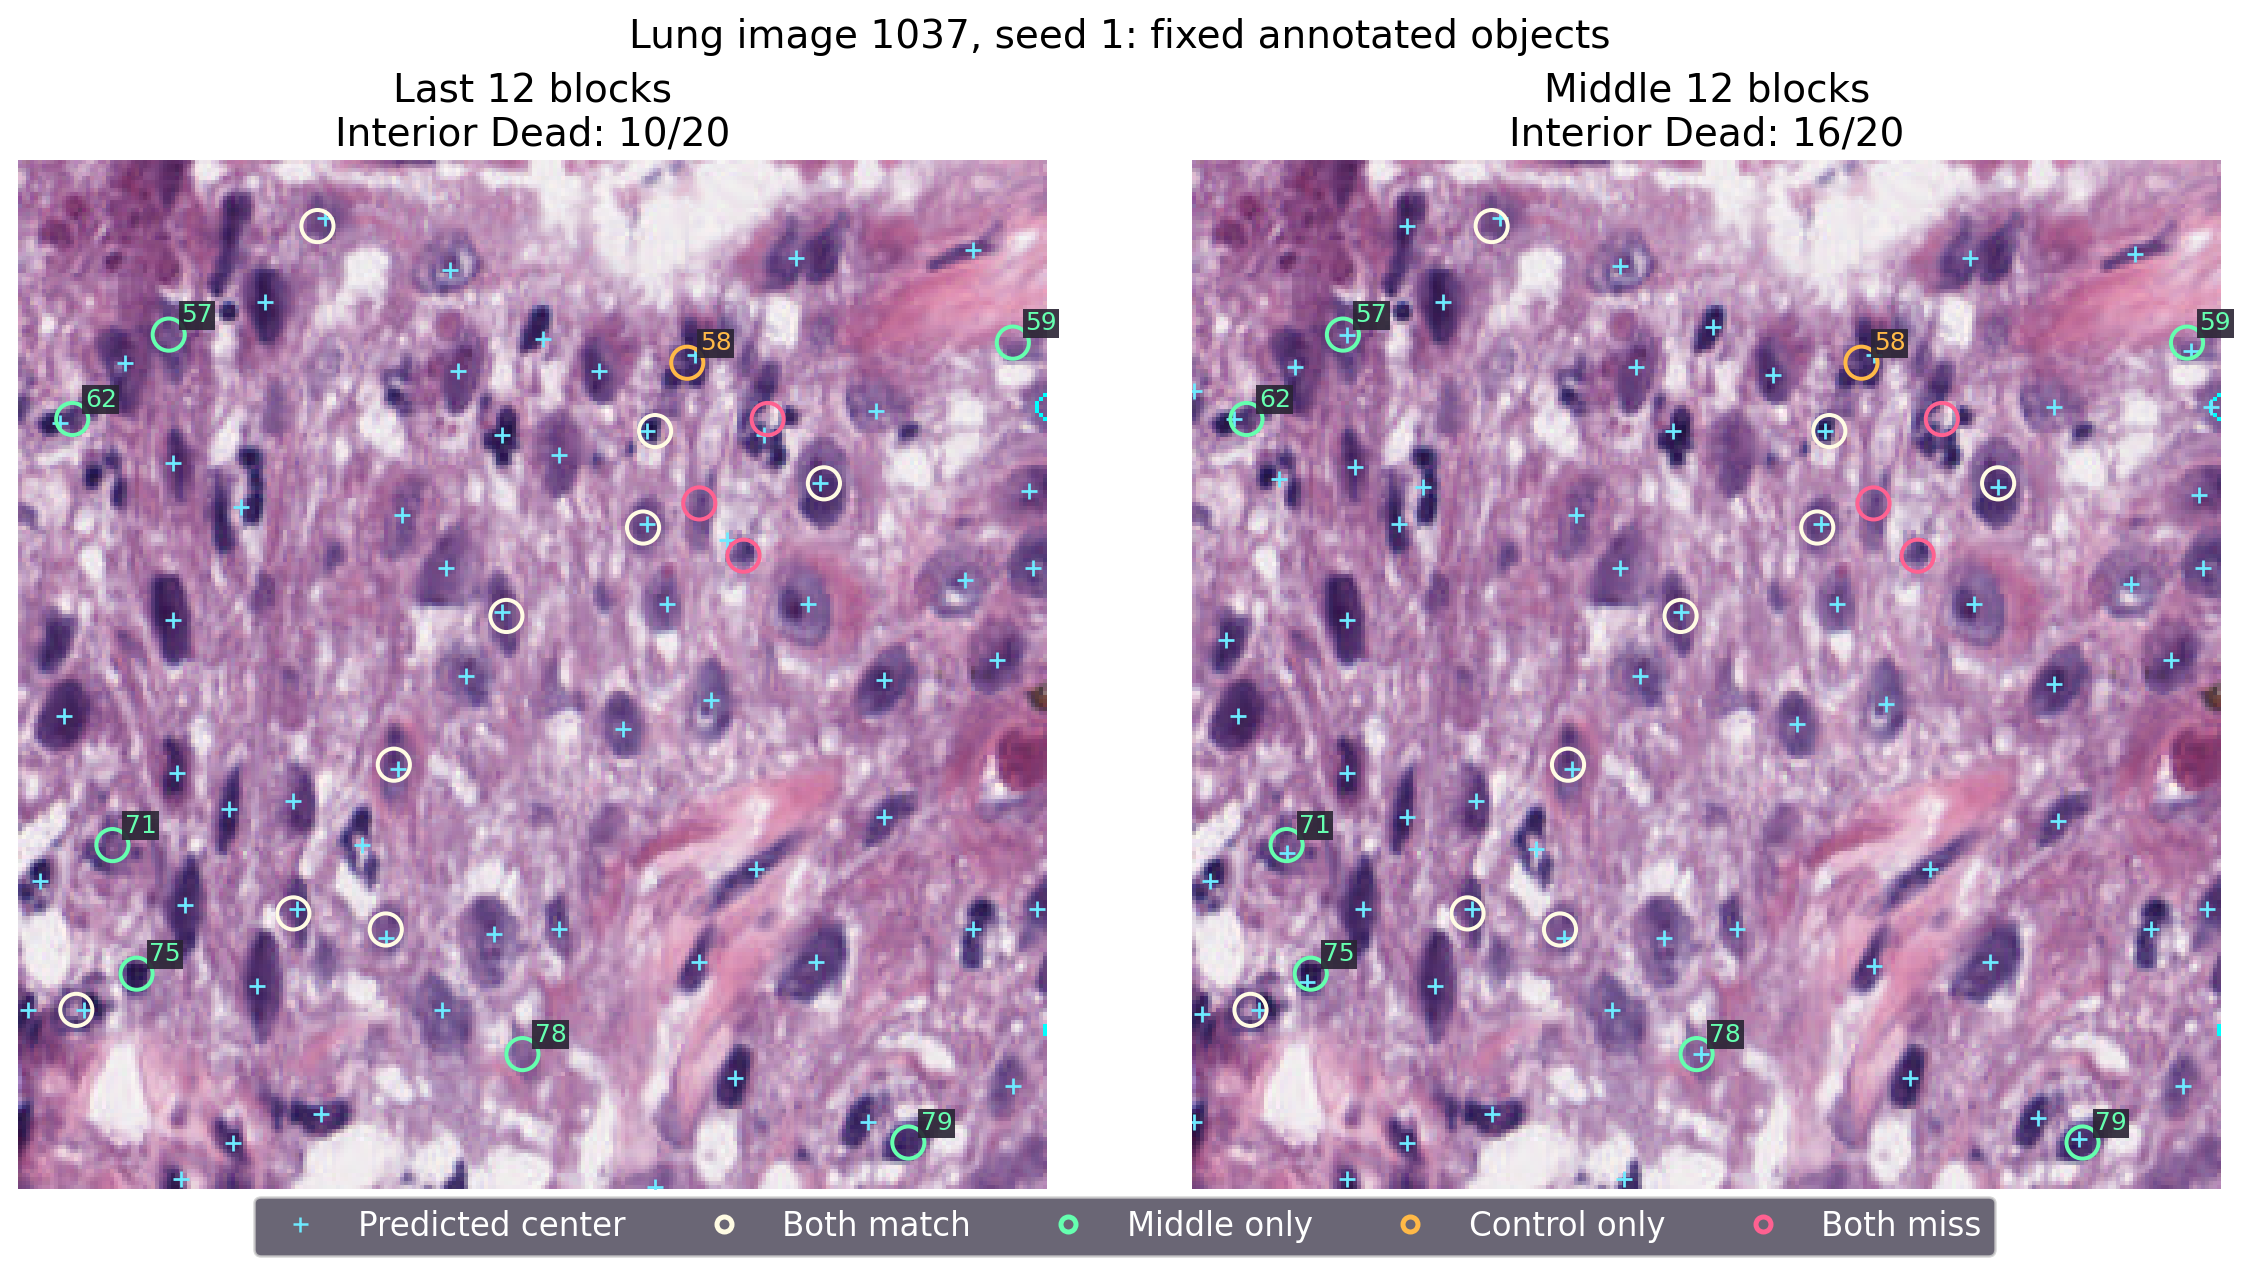 Lung image 1037, seed 1: fixed annotated objects
Last 12 blocks
Interior Dead: 10/20
Middle 12 blocks
Interior Dead: 16/20
57
58
59
62
71
75
78
79
57
58
59
62
71
75
78
79
Predicted center
Both match
Middle only
Control only
Both miss